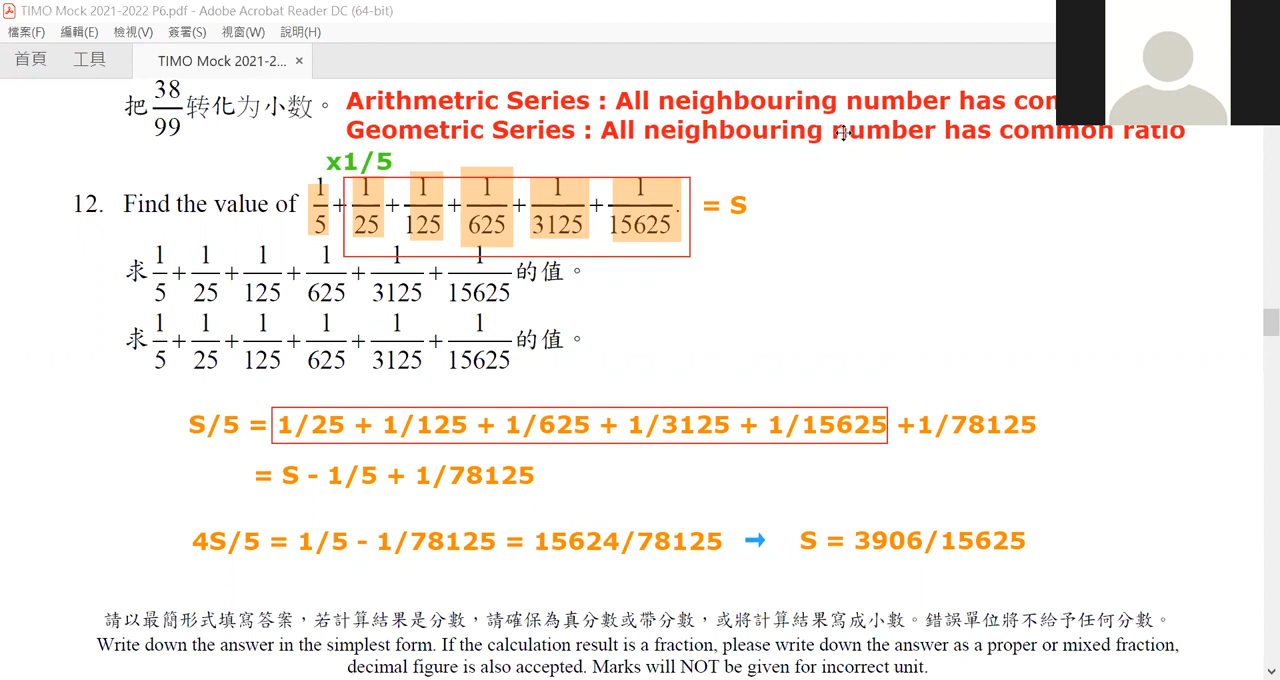 TIMO Mock 2021-2022 P6.pdf - Adobe Acrobat Reader DC (64-bit)
檔案(F) 編輯(E) 檢視(V) 簽署(S) 視窗(W) 說明(H)
首頁 工具 TIMO Mock 2021-2... ×
把 38/99 转化为小数。
Arithmetric Series : All neighbouring number has
Geometric Series : All neighbouring number has common ratio
x1/5
12. Find the value of 1/5 + 1/25 + 1/125 + 1/625 + 1/3125 + 1/15625. = S
求 1/5 + 1/25 + 1/125 + 1/625 + 1/3125 + 1/15625 的值。
求 1/5 + 1/25 + 1/125 + 1/625 + 1/3125 + 1/15625 的值。
S/5 = 1/25 + 1/125 + 1/625 + 1/3125 + 1/15625 +1/78125
= S - 1/5 + 1/78125
4S/5 = 1/5 - 1/78125 = 15624/78125 → S = 3906/15625
請以最簡形式填寫答案，若計算結果是分數，請確保為真分數或帶分數，或將計算結果寫成小數。錯誤單位將不給予任何分數。
Write down the answer in the simplest form. If the calculation result is a fraction, please write down the answer as a proper or mixed fraction,
decimal figure is also accepted. Marks will NOT be given for incorrect unit.